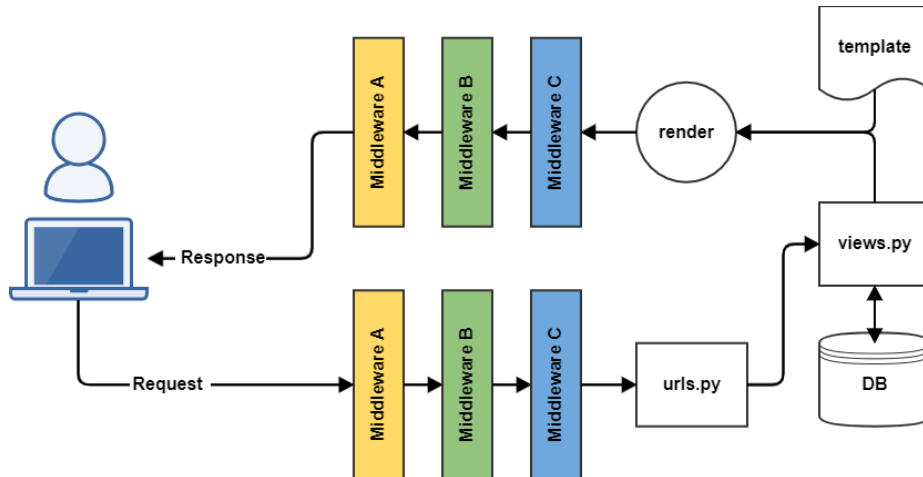 template
Middleware A
Middleware B
Middleware C
render
views.py
Response
Request
Middleware A
Middleware B
Middleware C
urls.py
DB